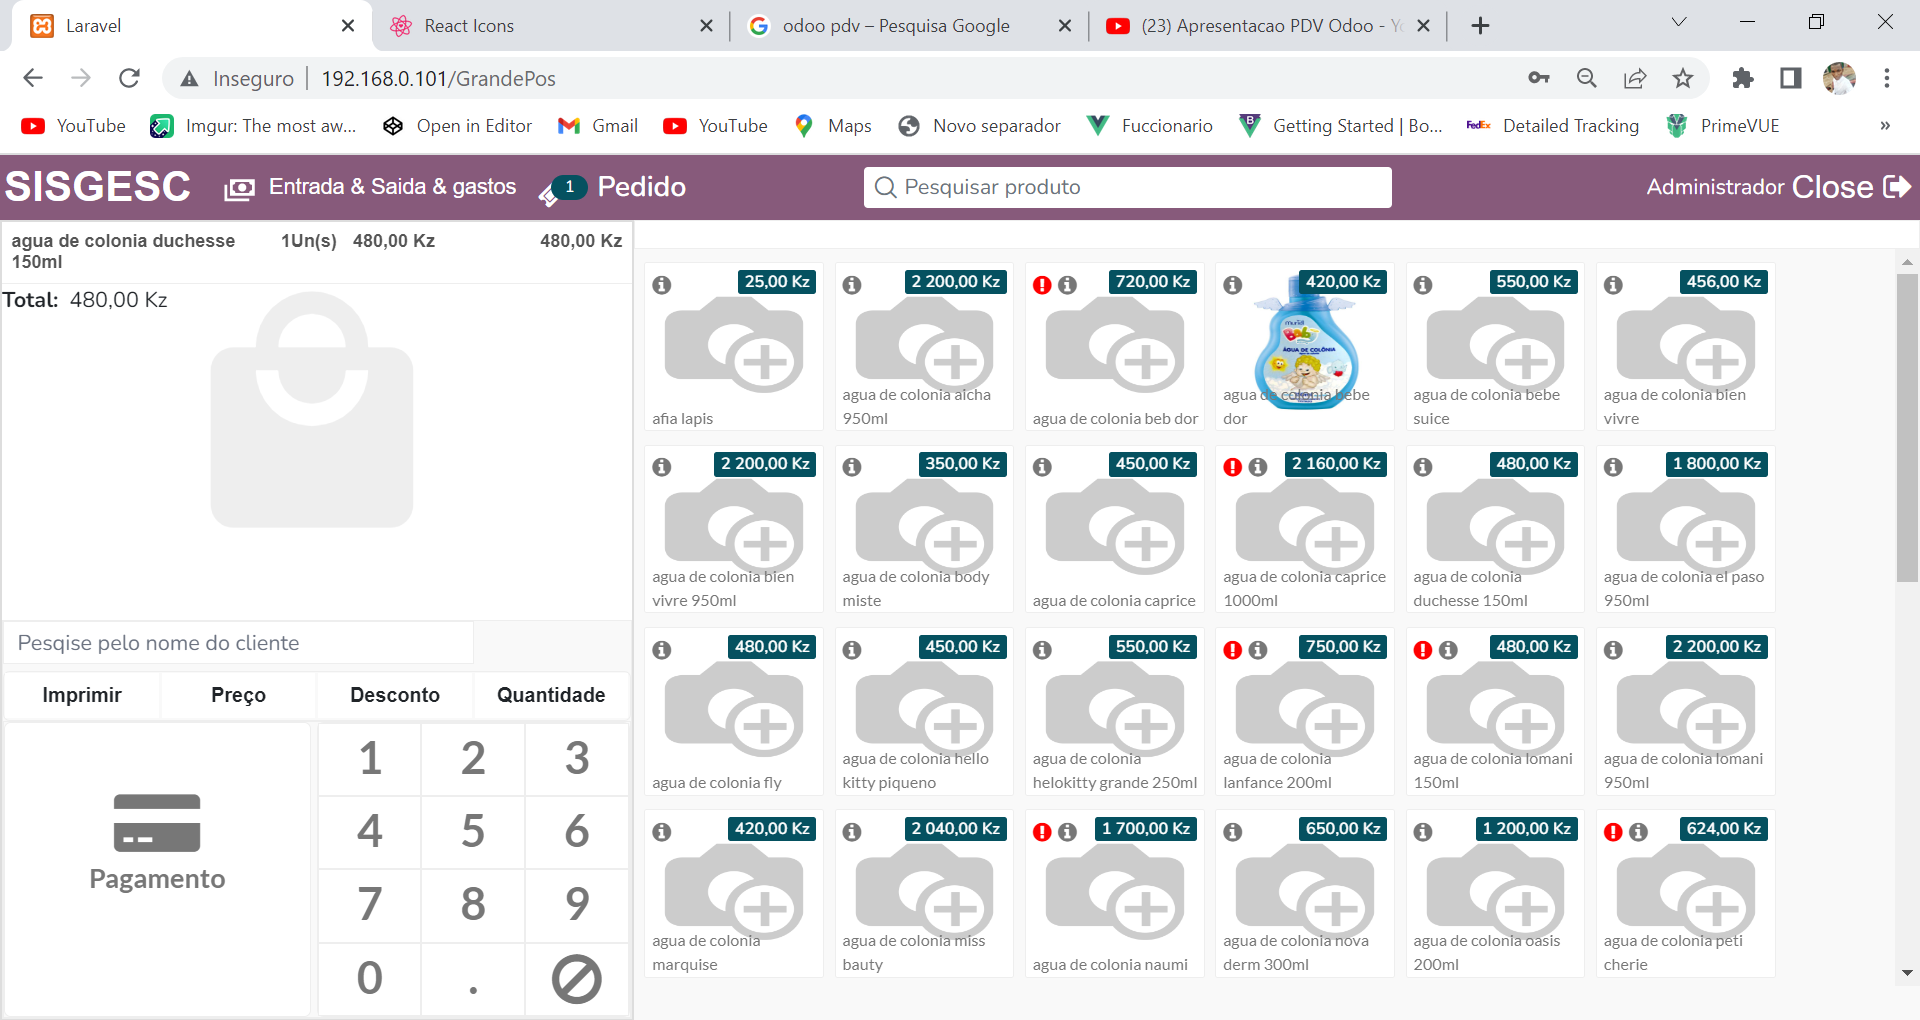 Laravel
React Icons
odoo pdv – Pesquisa Google
(23) Apresentacao PDV Odoo - Yo
Inseguro
192.168.0.101/GrandePos
YouTube
Imgur: The most aw...
Open in Editor
Gmail
YouTube
Maps
Novo separador
Fuccionario
Getting Started | Bo...
FedEx
Detailed Tracking
PrimeVUE
»
SISGESC
Entrada & Saida & gastos
1
Pedido
Pesquisar produto
Administrador
Close
agua de colonia duchesse 1Un(s) 480,00 Kz 480,00 Kz
150ml
Total: 480,00 Kz
Pesqise pelo nome do cliente
Imprimir
Preço
Desconto
Quantidade
Pagamento
1 2 3
4 5 6
7 8 9
0 .
25,00 Kz
afia lapis
2 200,00 Kz
agua de colonia aicha
950ml
720,00 Kz
agua de colonia beb dor
420,00 Kz
ÁGUA DE COLÔNIA
agua de colonia bebe
dor
550,00 Kz
agua de colonia bebe
suice
456,00 Kz
agua de colonia bien
vivre
2 200,00 Kz
agua de colonia bien
vivre 950ml
350,00 Kz
agua de colonia body
miste
450,00 Kz
agua de colonia caprice
2 160,00 Kz
agua de colonia caprice
1000ml
480,00 Kz
agua de colonia
duchesse 150ml
1 800,00 Kz
agua de colonia el paso
950ml
480,00 Kz
agua de colonia fly
450,00 Kz
agua de colonia hello
kitty piqueno
550,00 Kz
agua de colonia
helokitty grande 250ml
750,00 Kz
agua de colonia
lanfance 200ml
480,00 Kz
agua de colonia lomani
150ml
2 200,00 Kz
agua de colonia lomani
950ml
420,00 Kz
agua de colonia
marquise
2 040,00 Kz
agua de colonia miss
bauty
1 700,00 Kz
agua de colonia naumi
650,00 Kz
agua de colonia nova
derm 300ml
1 200,00 Kz
agua de colonia oasis
200ml
624,00 Kz
agua de colonia peti
cherie